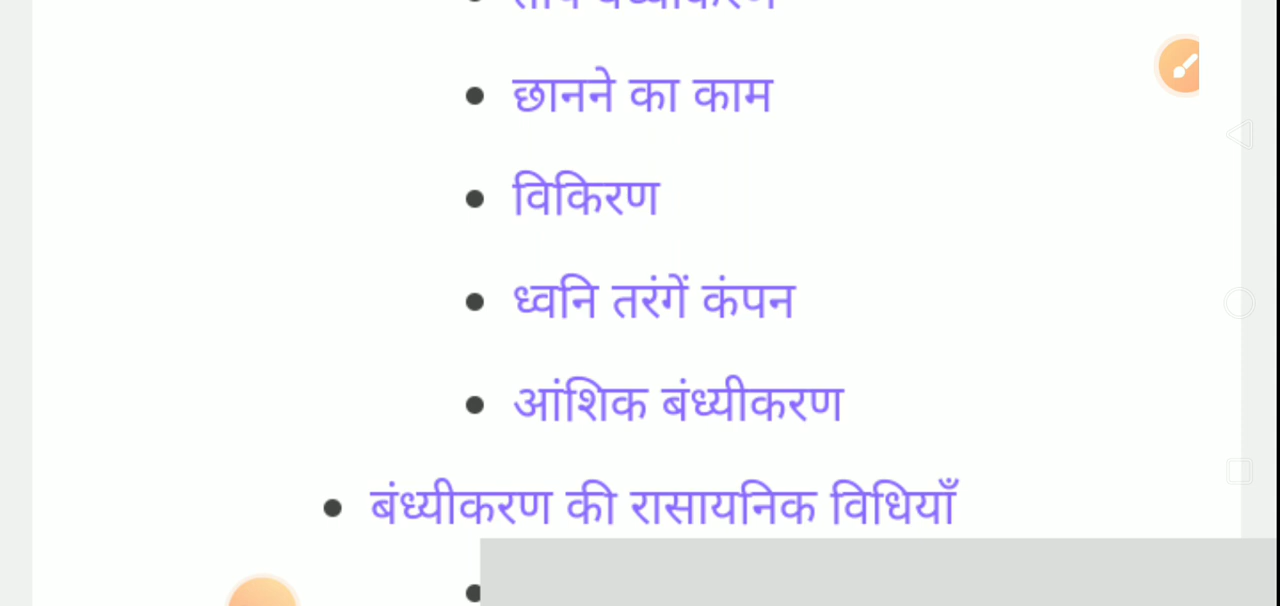 छानने का काम
विकिरण
ध्वनि तरंगें कंपन
आंशिक बंध्यीकरण
बंध्यीकरण की रासायनिक विधियाँ